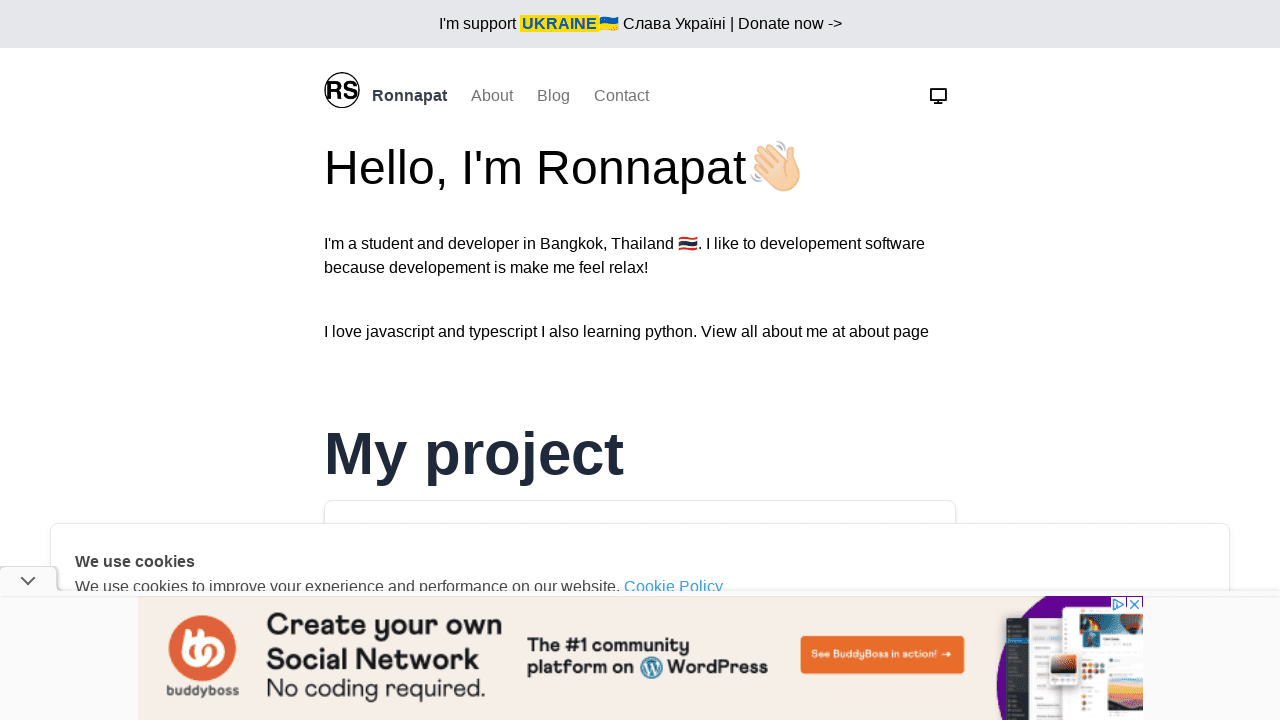 I'm support UKRAINE🇺🇦 Слава Україні | Donate now ->
RS Ronnapat About Blog Contact
Hello, I'm Ronnapat👋🏻
I'm a student and developer in Bangkok, Thailand 🇹🇭. I like to developement software
because developement is make me feel relax!
I love javascript and typescript I also learning python. View all about me at about page
My project
We use cookies
We use cookies to improve your experience and performance on our website. Cookie Policy
buddyboss
Create your own
Social Network
No coding required.
The #1 community
platform on WordPress
See BuddyBoss in action! →